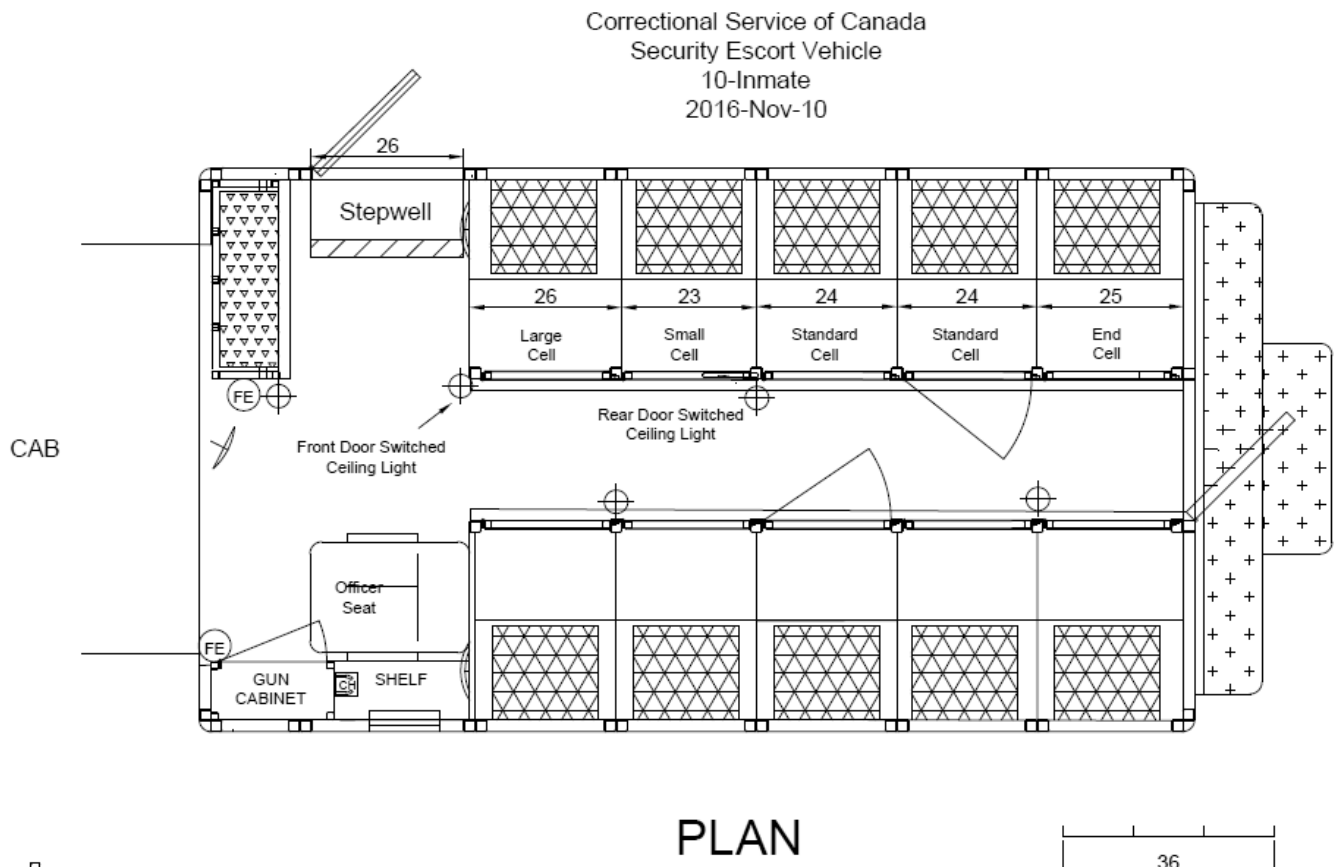 Correctional Service of Canada
Security Escort Vehicle
10-Inmate
2016-Nov-10
26
Stepwell
26
23
24
24
25
Large
Cell
Small
Cell
Standard
Cell
Standard
Cell
End
Cell
FE
Rear Door Switched
Ceiling Light
Front Door Switched
Ceiling Light
CAB
Officer
Seat
FE
GUN
CABINET
CH
SHELF
PLAN
36